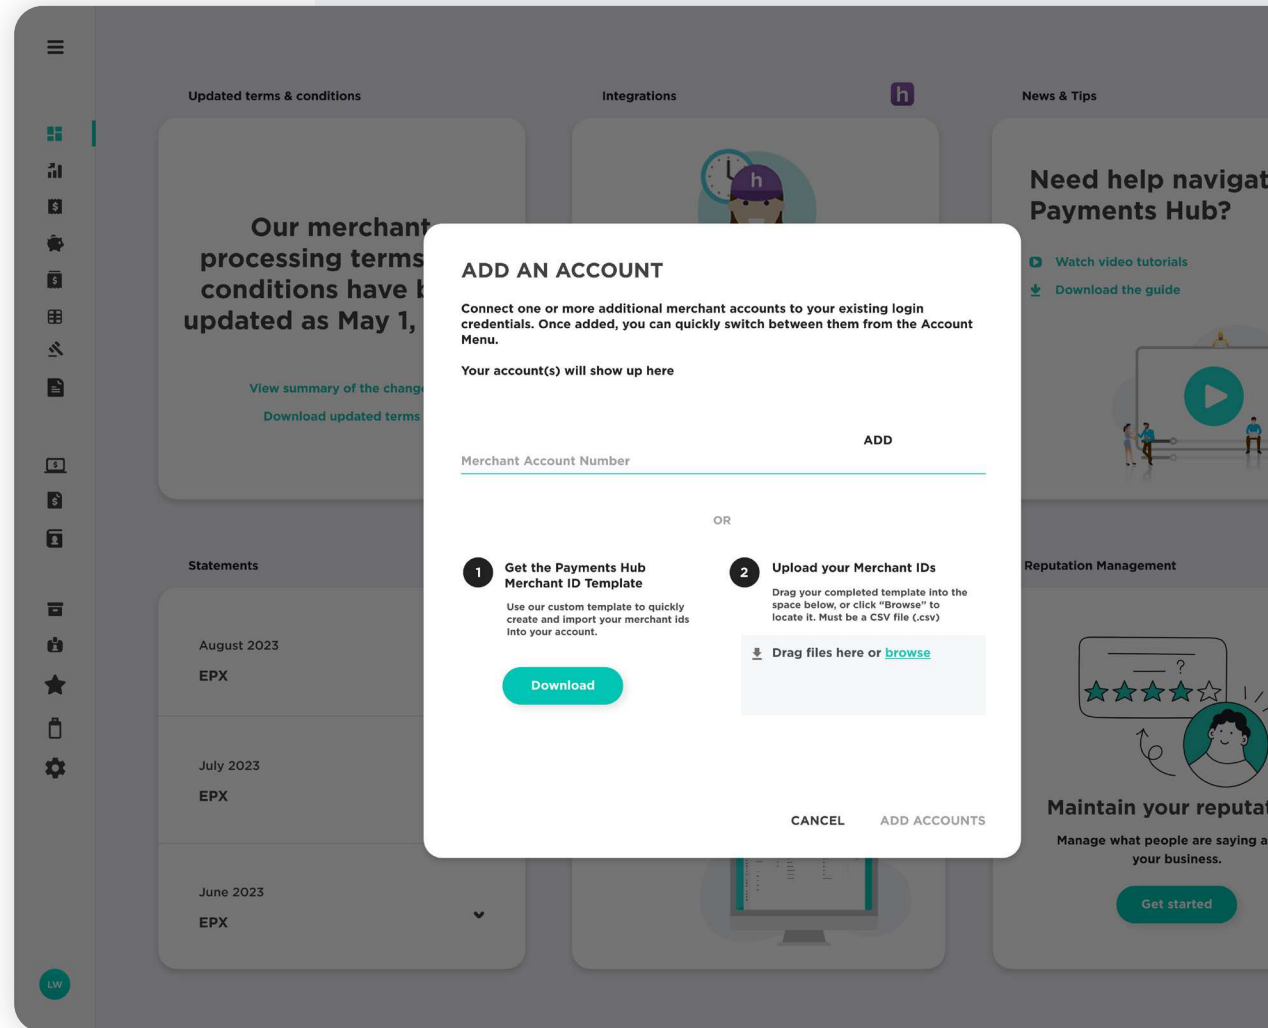 Updated terms & conditions
Integrations
h
News & Tips
h
Our merchant
processing terms
conditions have
updated as May 1,
View summary of the change
Download updated terms
Need help navigat
Payments Hub?
Watch video tutorials
Download the guide
ADD AN ACCOUNT
Connect one or more additional merchant accounts to your existing login
credentials. Once added, you can quickly switch between them from the Account
Menu.
Your account(s) will show up here
ADD
Merchant Account Number
OR
1
Get the Payments Hub
Merchant ID Template
Use our custom template to quickly
create and import your merchant ids
Into your account.
Download
2
Upload your Merchant IDs
Drag your completed template into the
space below, or click “Browse” to
locate it. Must be a CSV file (.csv)
Drag files here or browse
CANCEL
ADD ACCOUNTS
Statements
August 2023
EPX
July 2023
EPX
June 2023
EPX
Reputation Management
?
Maintain your reputat
Manage what people are saying a
your business.
Get started
LW